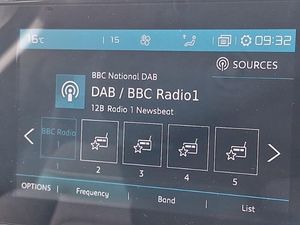 16°C 15 09:32
SOURCES
BBC National DAB
DAB / BBC Radio1
12B Radio 1 Newsbeat
BBC Radio
1 2 3 4 5
OPTIONS Frequency Band List